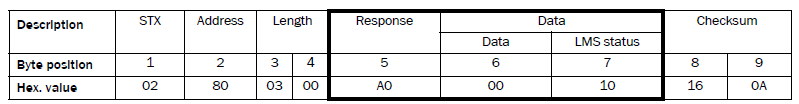 Description STX Address Length Response Data Checksum
Data LMS status
Byte position 1 2 3 4 5 6 7 8 9
Hex. value 02 80 03 00 A0 00 10 16 0A